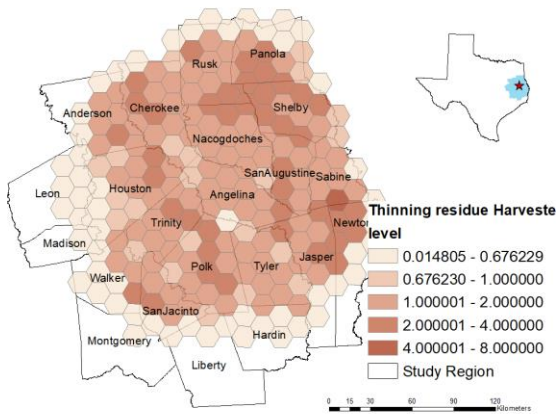 Rusk
Panola
Anderson
Cherokee
Shelby
Nacogdoches
SanAugustine
Sabine
Leon
Houston
Angelina
Trinity
Newto
Madison
Polk
Tyler
Jasper
Walker
SanJacinto
Montgomery
Hardin
Liberty
Thinning residue Harveste
level
0.014805 - 0.676229
0.676230 - 1.000000
1.000001 - 2.000000
2.000001 - 4.000000
4.000001 - 8.000000
Study Region
0 15 30 60 90 120
Kilometers